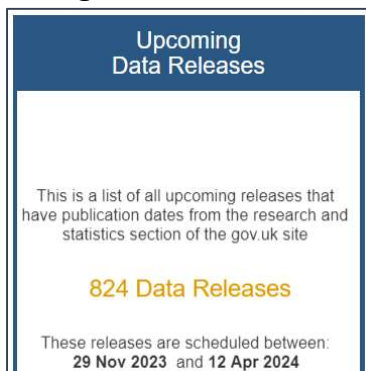 Upcoming
Data Releases
This is a list of all upcoming releases that
have publication dates from the research and
statistics section of the gov.uk site
824 Data Releases
These releases are scheduled between:
29 Nov 2023 and 12 Apr 2024